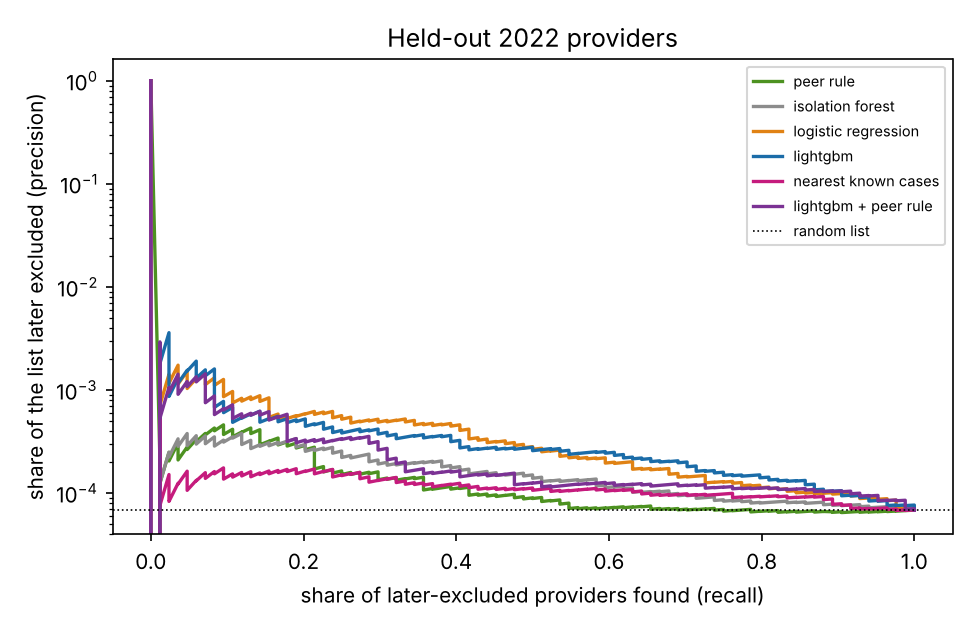 Held-out 2022 providers
share of the list later excluded (precision)
10⁰
10⁻¹
10⁻²
10⁻³
10⁻⁴
peer rule
isolation forest
logistic regression
lightgbm
nearest known cases
lightgbm + peer rule
random list
0.0 0.2 0.4 0.6 0.8 1.0
share of later-excluded providers found (recall)